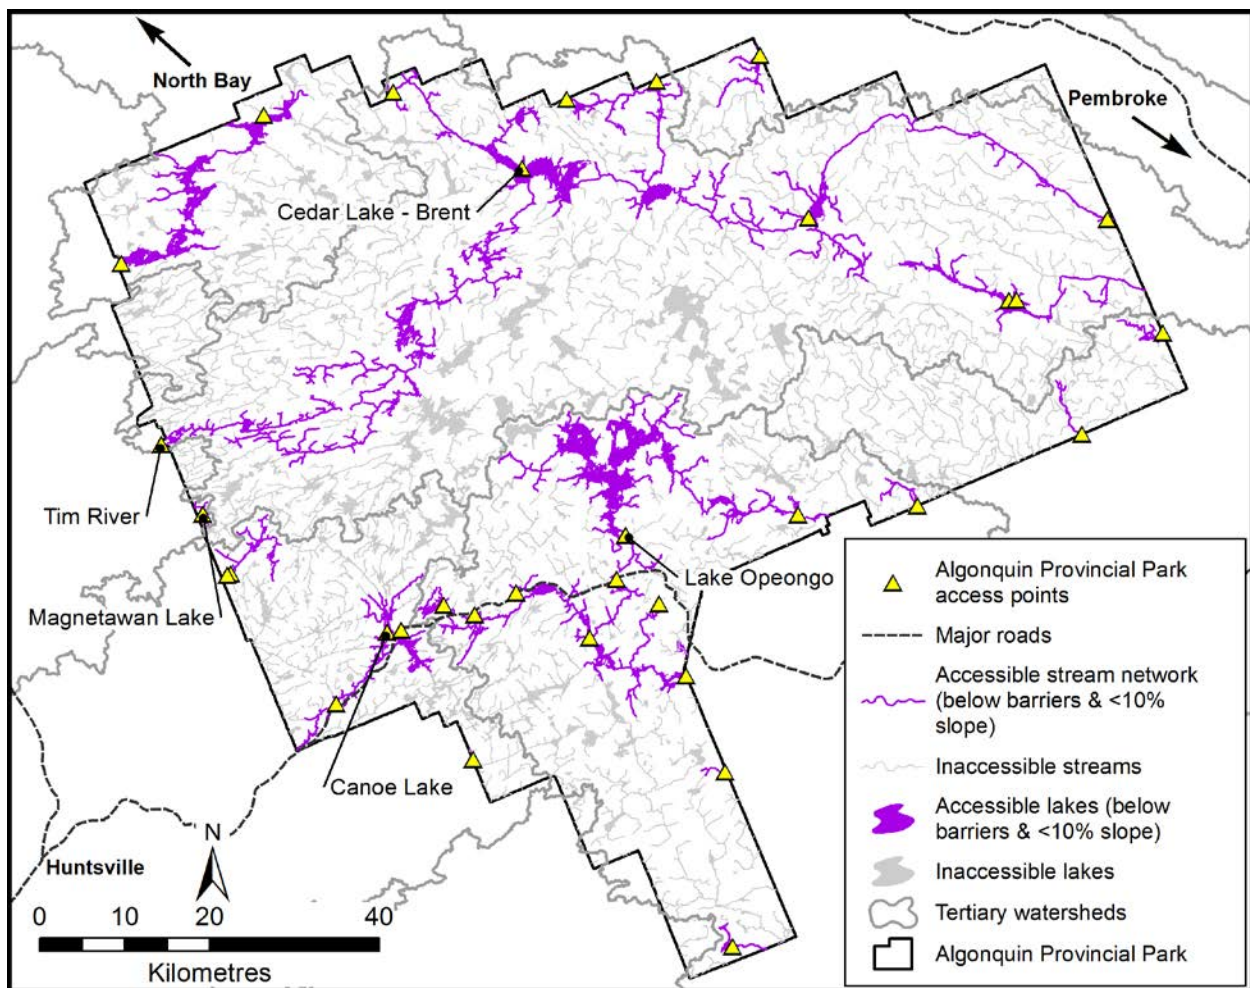 North Bay
Pembroke
Cedar Lake - Brent
Tim River
Magnetawan Lake
Lake Opeongo
Canoe Lake
Huntsville
N
0 10 20 40
Kilometres
Algonquin Provincial Park
access points
Major roads
Accessible stream network
(below barriers & <10%
slope)
Inaccessible streams
Accessible lakes (below
barriers & <10% slope)
Inaccessible lakes
Tertiary watersheds
Algonquin Provincial Park